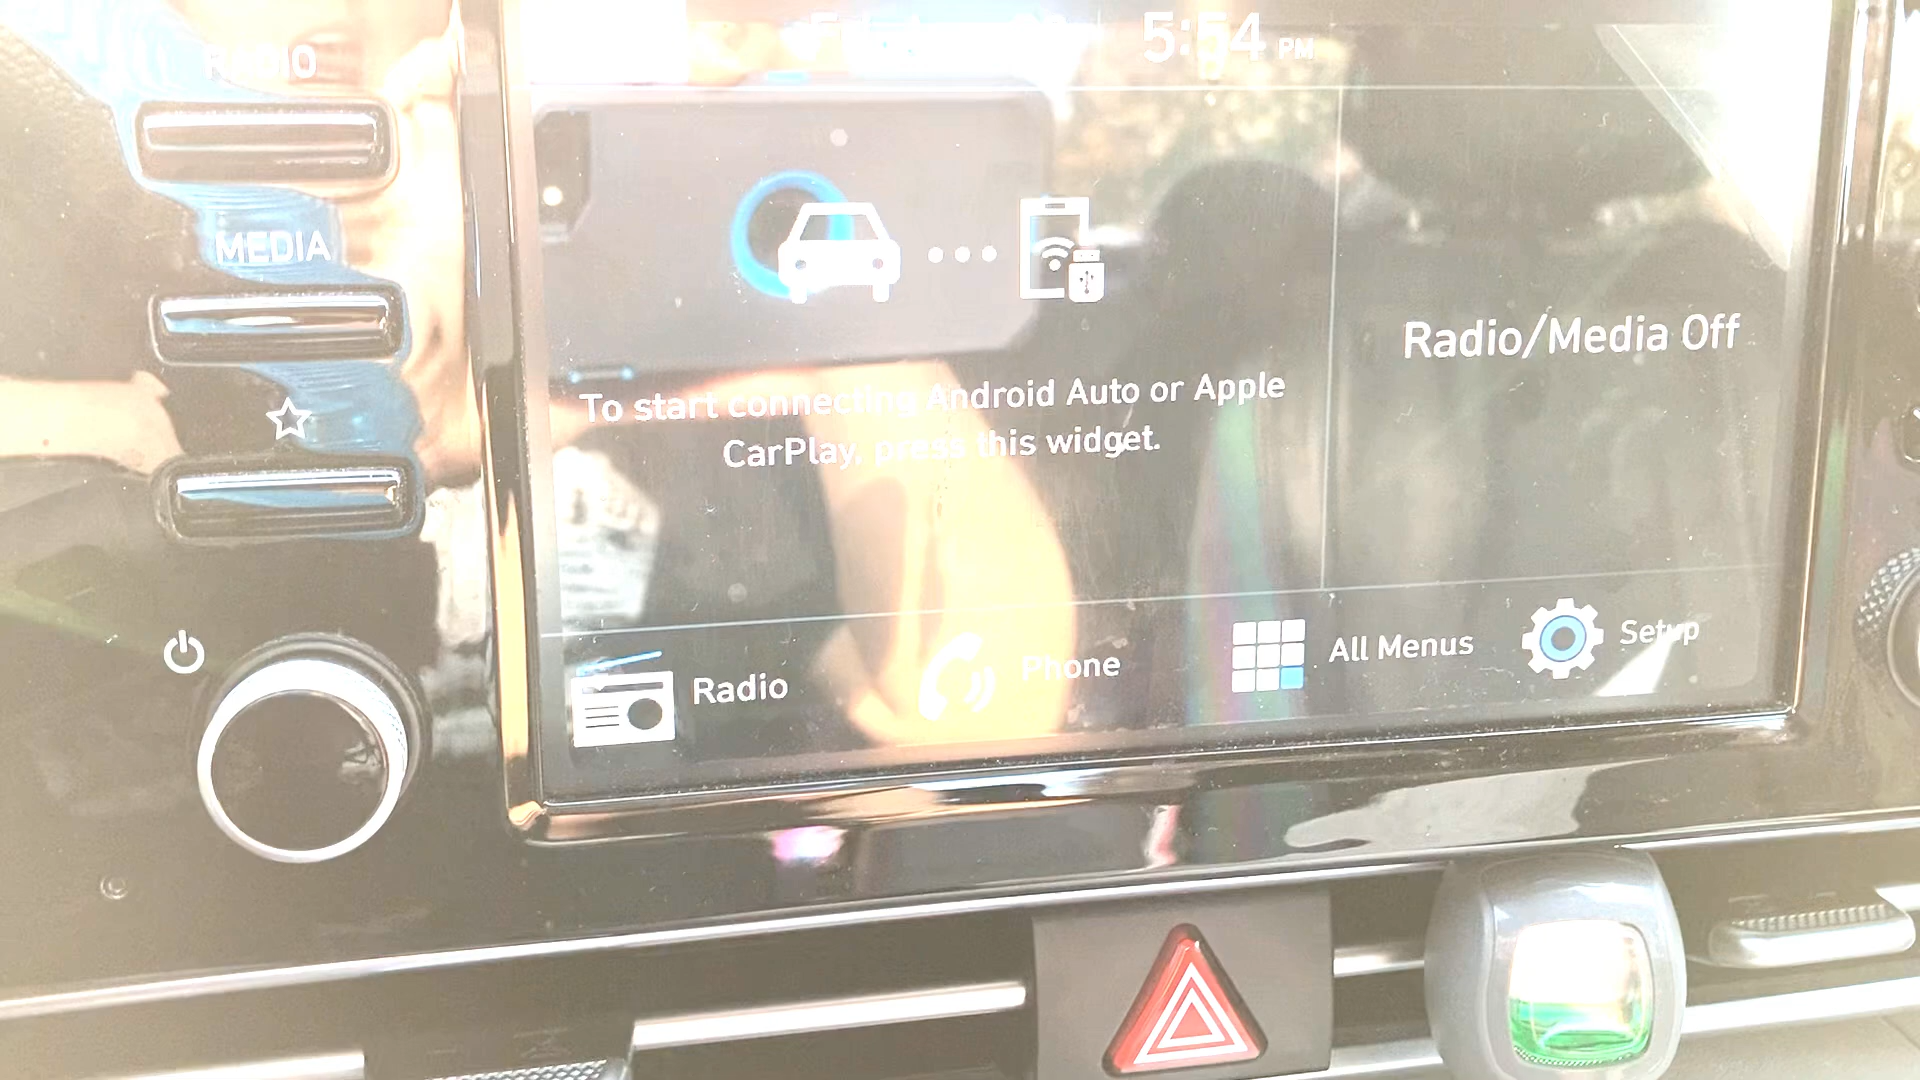 RADIO
5:54 PM
MEDIA
Radio/Media Off
To start connecting Android Auto or Apple
CarPlay, press this widget.
Radio
Phone
All Menus
Setup